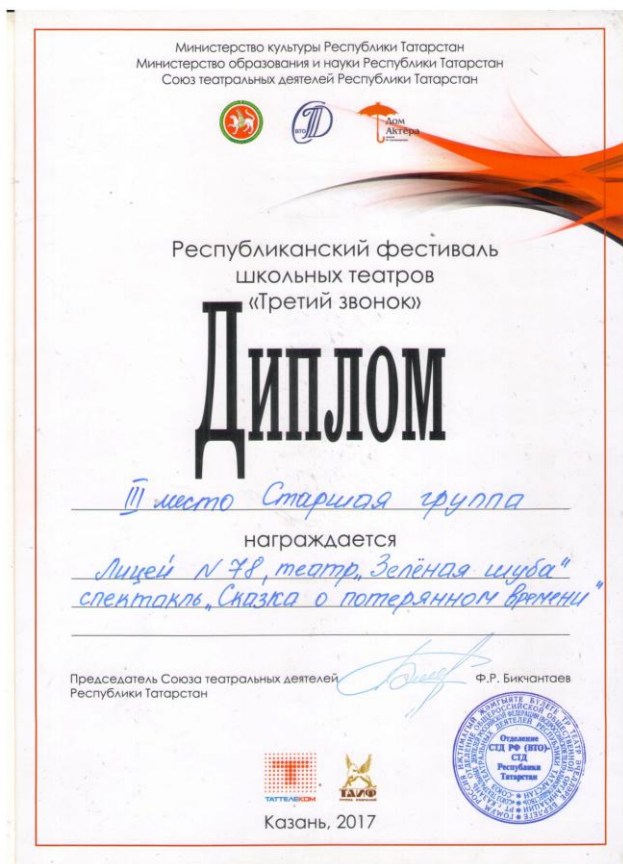 Министерство культуры Республики Татарстан
Министерство образования и науки Республики Татарстан
Союз театральных деятелей Республики Татарстан
ВТО
Дом
Актёра
Республиканский фестиваль
школьных театров
«Третий звонок»
Диплом
III место Старшая группа
награждается
Лицей N 78, театр „Зелёная шуба"
спектакль „Сказка о потерянном времени"
Председатель Союза театральных деятелей Ф.Р. Бикчантаев
Республики Татарстан
Отделение
СТД РФ (ВТО)-
СТД
Республики
Татарстан
ТАТТЕЛЕКОМ
ТАИФ
Казань, 2017